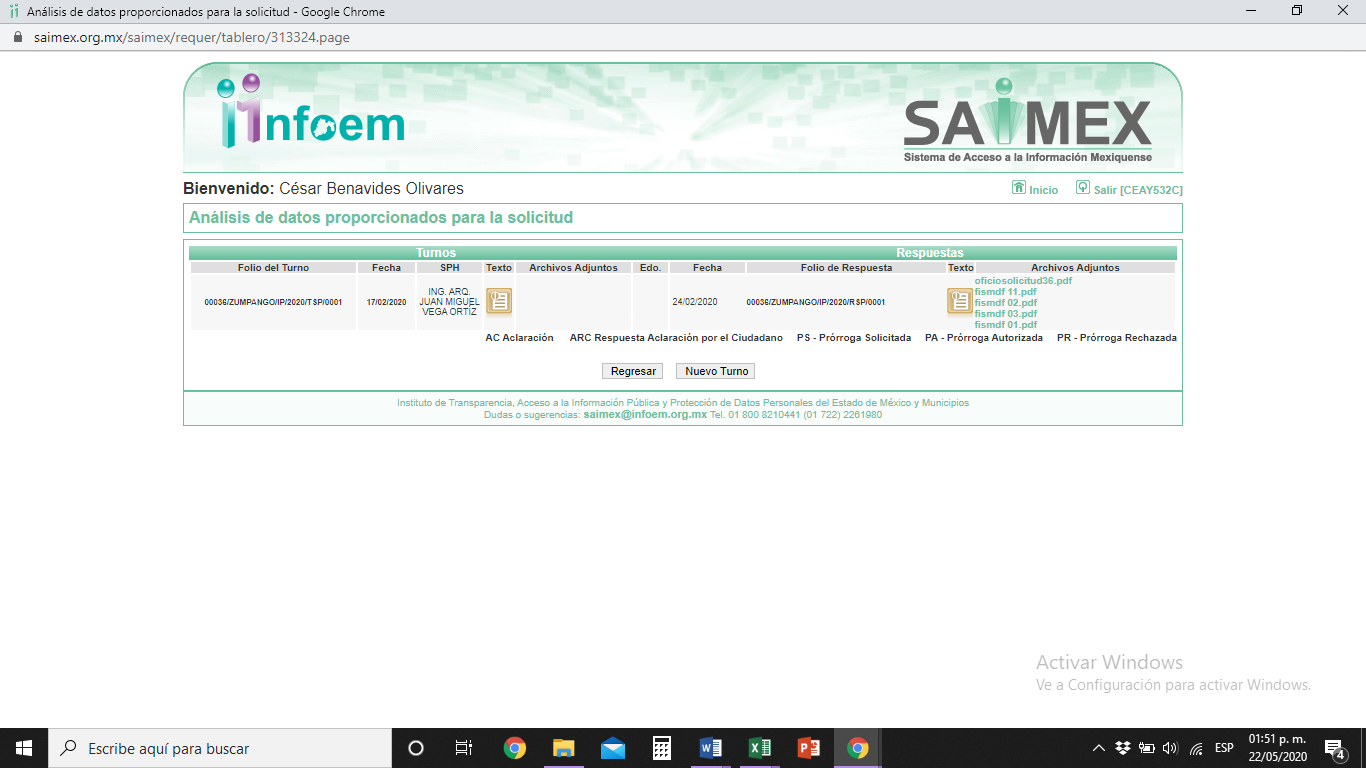 Análisis de datos proporcionados para la solicitud - Google Chrome
saimex.org.mx/saimex/requer/tablero/313324.page
infoem
SAIMEX
Sistema de Acceso a la Información Mexiquense
Bienvenido: César Benavides Olivares
Inicio Salir [CEAY532C]
Análisis de datos proporcionados para la solicitud
Turnos Respuestas
Folio del Turno Fecha SPH Texto Archivos Adjuntos Edo. Fecha Folio de Respuesta Texto Archivos Adjuntos
00036/ZUMPANGO/IP/2020/TSP/0001 17/02/2020 ING. ARQ.
JUAN MIGUEL
VEGA ORTÍZ
24/02/2020 00036/ZUMPANGO/IP/2020/RSP/0001
oficiosolicitud36.pdf
fismdf 11.pdf
fismdf 02.pdf
fismdf 03.pdf
fismdf 01.pdf
AC Aclaración ARC Respuesta Aclaración por el Ciudadano PS - Prórroga Solicitada PA - Prórroga Autorizada PR - Prórroga Rechazada
Regresar Nuevo Turno
Instituto de Transparencia, Acceso a la Información Pública y Protección de Datos Personales del Estado de México y Municipios
Dudas o sugerencias: saimex@infoem.org.mx Tel. 01 800 8210441 (01 722) 2261980
Activar Windows
Ve a Configuración para activar Windows.
Escribe aquí para buscar
ESP
01:51 p. m.
22/05/2020
4